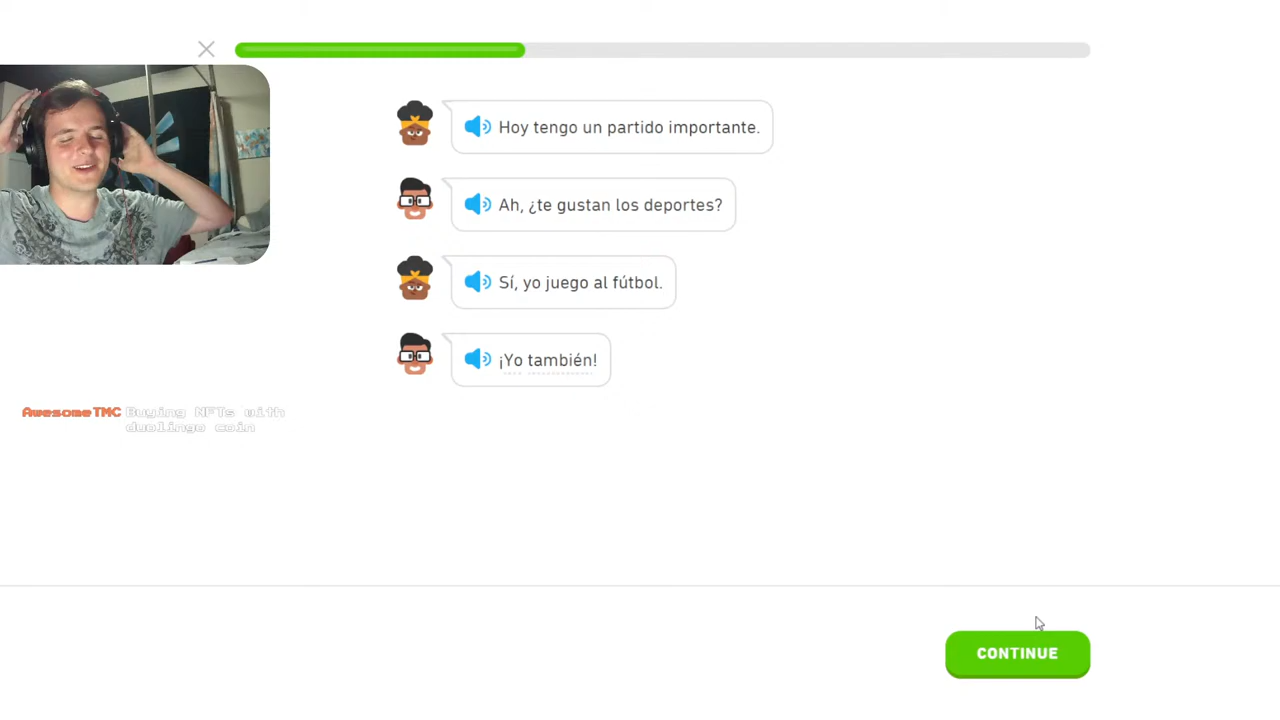 Hoy tengo un partido importante.
Ah, ¿te gustan los deportes?
Sí, yo juego al fútbol.
¡Yo también!
AwesomeTMC Buying NFTs with
duolingo coin
CONTINUE